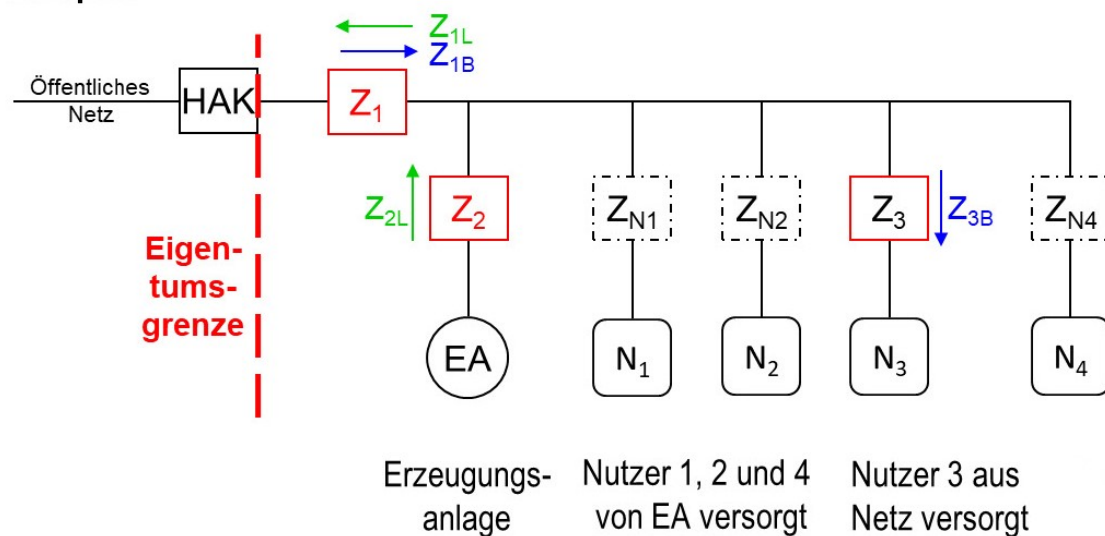 Z1L
Z1B
Öffentliches
Netz
HAK
Z1
Z2L
Z2
ZN1
ZN2
Z3
Z3B
ZN4
Eigen-
tums-
grenze
EA
N1
N2
N3
N4
Erzeugungs-
anlage
Nutzer 1, 2 und 4
von EA versorgt
Nutzer 3 aus
Netz versorgt